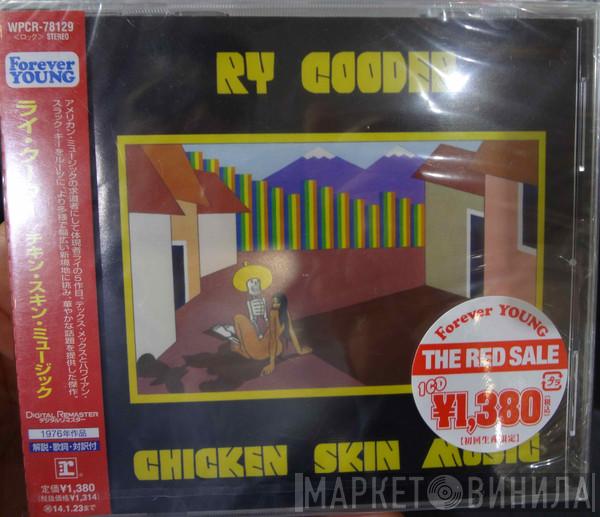 WPCR-78129
<ロック> STEREO
Forever YOUNG
アメリカン・ミュージックの求道者にして体現者ライの5作目。テックス・メックスとハワイアン・
スラック・キーをルーツに、より多様で幅広い新境地に挑み、華やかな話題を提供した傑作。
ライ・クーダー チキン・スキン・ミュージック
DIGITAL REMASTER
デジタルリマスター
1976年作品
解説・歌詞・対訳付
定価¥1,380
(税抜価格¥1,314)
14.1.23まで
RY COODER
CHICKEN SKIN MUSIC
Forever YOUNG
THE RED SALE
1CD
¥1,380(税込)
【初回生産限定】
МАРКЕТ ВИНИЛА